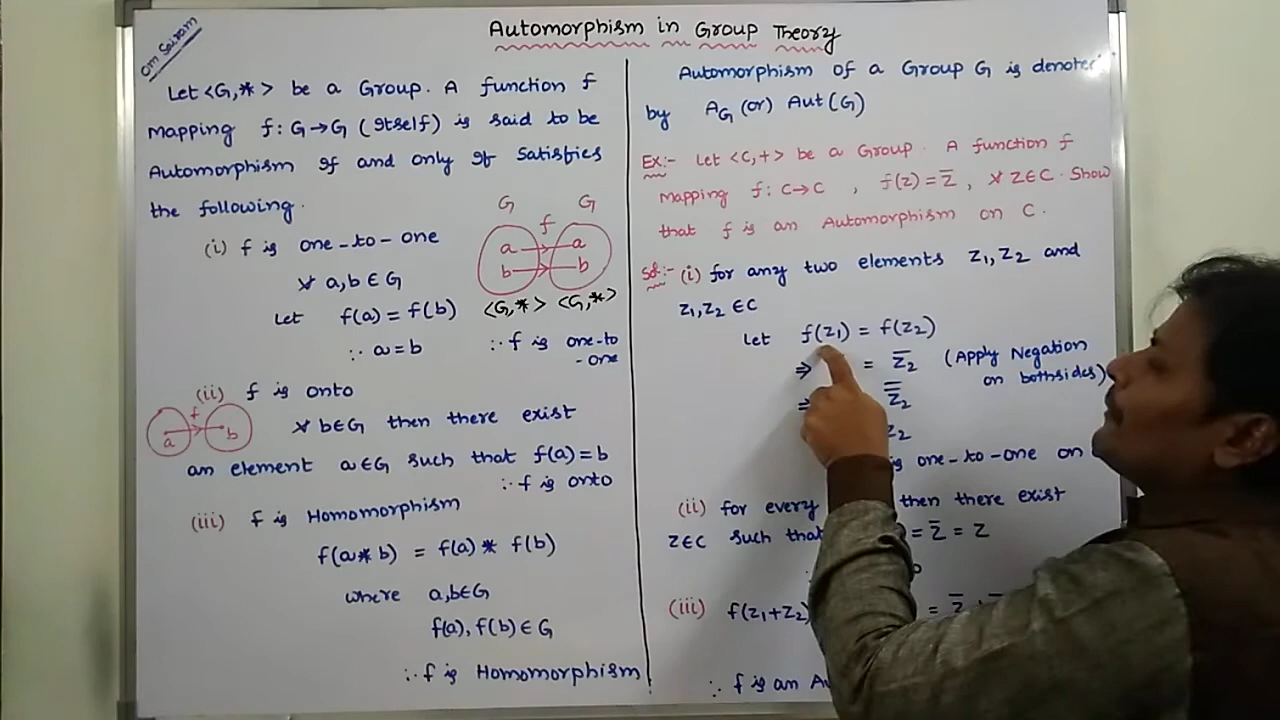 Om Sairam
Automorphism in Group Theory
Let <G,*> be a Group. A function f
Mapping f: G→G (Itself) is said to be
Automorphism If and only If Satisfies
the following.
(i) f is one-to-one
∀ a,b ∈ G
Let f(a) = f(b)
∴ a = b
G G
f
a a
b b
<G,*> <G,*>
∴ f is one-to
-one
(ii) f is onto
f
a b
∀ b∈G then there exist
an element a∈G such that f(a) = b
∴ f is onto
(iii) f is Homomorphism
f(a*b) = f(a) * f(b)
where a,b∈G
f(a), f(b) ∈ G
∴ f is Homomorphism
Automorphism of a Group G is denoted
by A_G (or) Aut(G)
Ex:- Let <C,+> be a Group. A function f
Mapping f: C→C , f(z) = z̅ , ∀ z∈C. Show
that f is an Automorphism on C.
Sol:- (i) for any two elements z₁, z₂ and
z₁, z₂ ∈ C
Let f(z₁) = f(z₂)
⇒ = z̅₂ (Apply Negation
on bothsides)
⇒ z̿₂
z₂
is one-to-one on
(ii) for every then there exist
z∈C such that = z̅ = z
(iii) f(z₁+z₂) = z̅
∴ f is an